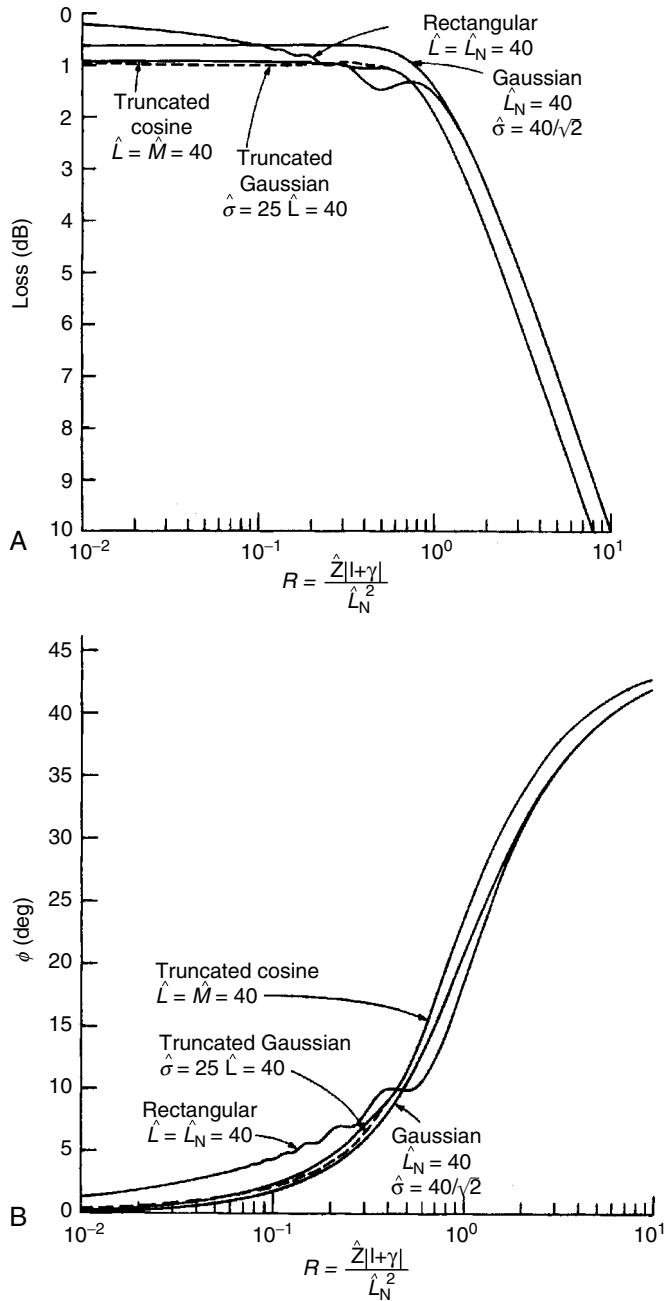 0
1
2
3
4
5
6
7
8
9
10
Loss (dB)
Rectangular
L̂ = L̂N = 40
Gaussian
L̂N = 40
σ̂ = 40/√2
Truncated
cosine
L̂ = M̂ = 40
Truncated
Gaussian
σ̂ = 25 L̂ = 40
A
10⁻² 10⁻¹ 10⁰ 10¹
R = Ẑ|l+γ| / L̂N²
45
40
35
30
25
20
15
10
5
0
ϕ (deg)
Truncated cosine
L̂ = M̂ = 40
Truncated Gaussian
σ̂ = 25 L̂ = 40
Rectangular
L̂ = L̂N = 40
Gaussian
L̂N = 40
σ̂ = 40/√2
B
10⁻² 10⁻¹ 10⁰ 10¹
R = Ẑ|l+γ| / L̂N²